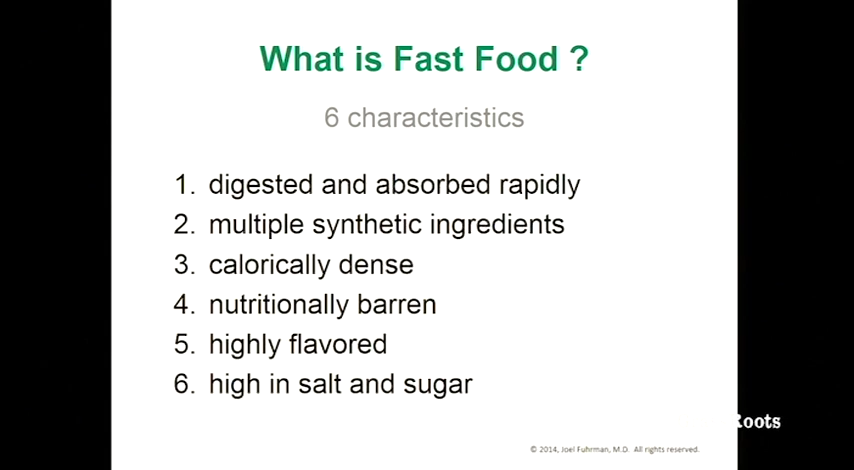 What is Fast Food ?
6 characteristics
1. digested and absorbed rapidly
2. multiple synthetic ingredients
3. calorically dense
4. nutritionally barren
5. highly flavored
6. high in salt and sugar
© 2014, Joel Fuhrman, M.D. All rights reserved.